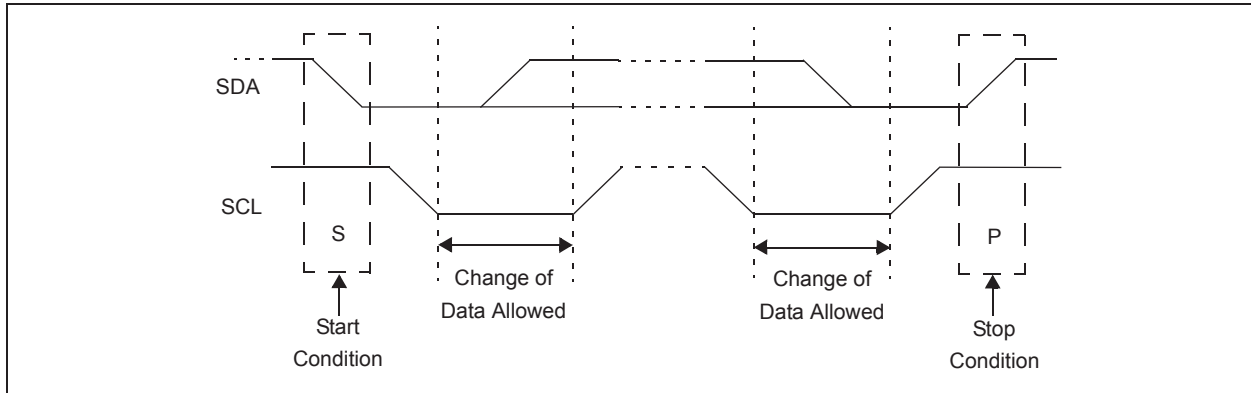 SDA
SCL
S
P
Change of
Data Allowed
Change of
Data Allowed
Start
Condition
Stop
Condition